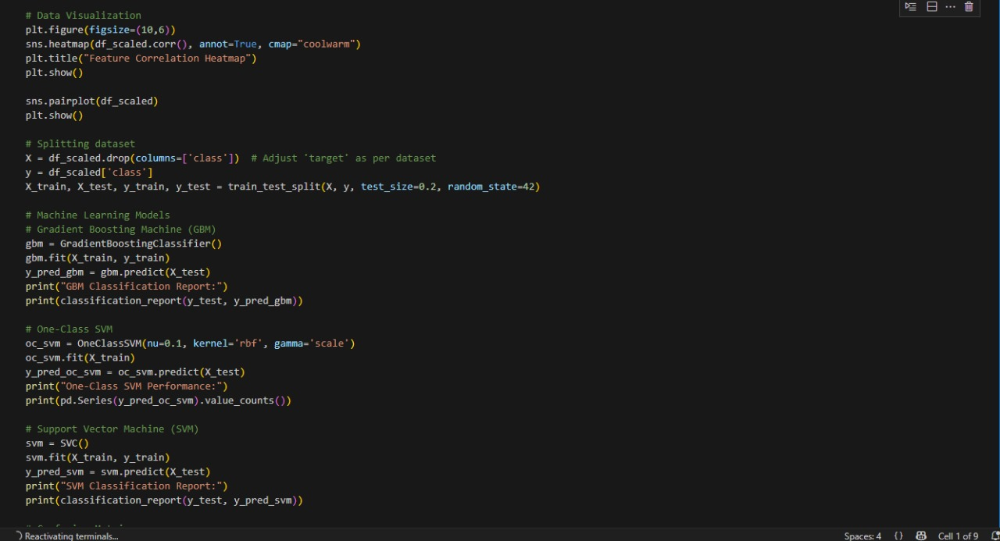 # Data Visualization
plt.figure(figsize=(10,6))
sns.heatmap(df_scaled.corr(), annot=True, cmap="coolwarm")
plt.title("Feature Correlation Heatmap")
plt.show()
sns.pairplot(df_scaled)
plt.show()
# Splitting dataset
X = df_scaled.drop(columns=['class'])  # Adjust 'target' as per dataset
y = df_scaled['class']
X_train, X_test, y_train, y_test = train_test_split(X, y, test_size=0.2, random_state=42)
# Machine Learning Models
# Gradient Boosting Machine (GBM)
gbm = GradientBoostingClassifier()
gbm.fit(X_train, y_train)
y_pred_gbm = gbm.predict(X_test)
print("GBM Classification Report:")
print(classification_report(y_test, y_pred_gbm))
# One-Class SVM
oc_svm = OneClassSVM(nu=0.1, kernel='rbf', gamma='scale')
oc_svm.fit(X_train)
y_pred_oc_svm = oc_svm.predict(X_test)
print("One-Class SVM Performance:")
print(pd.Series(y_pred_oc_svm).value_counts())
# Support Vector Machine (SVM)
svm = SVC()
svm.fit(X_train, y_train)
y_pred_svm = svm.predict(X_test)
print("SVM Classification Report:")
print(classification_report(y_test, y_pred_svm))
Reactivating terminals... Spaces: 4 {} Cell 1 of 9